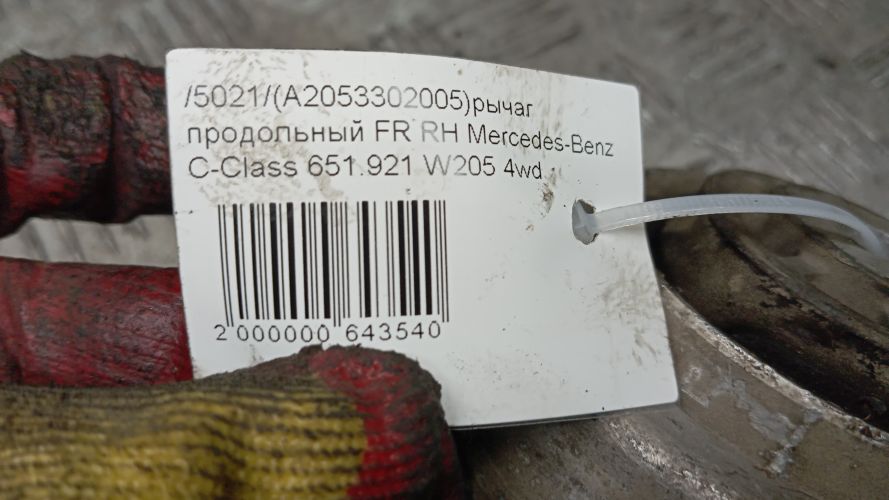 /5021/(A2053302005)рычаг
продольный FR RH Mercedes-Benz
C-Class 651.921 W205 4wd
2 000000 643540